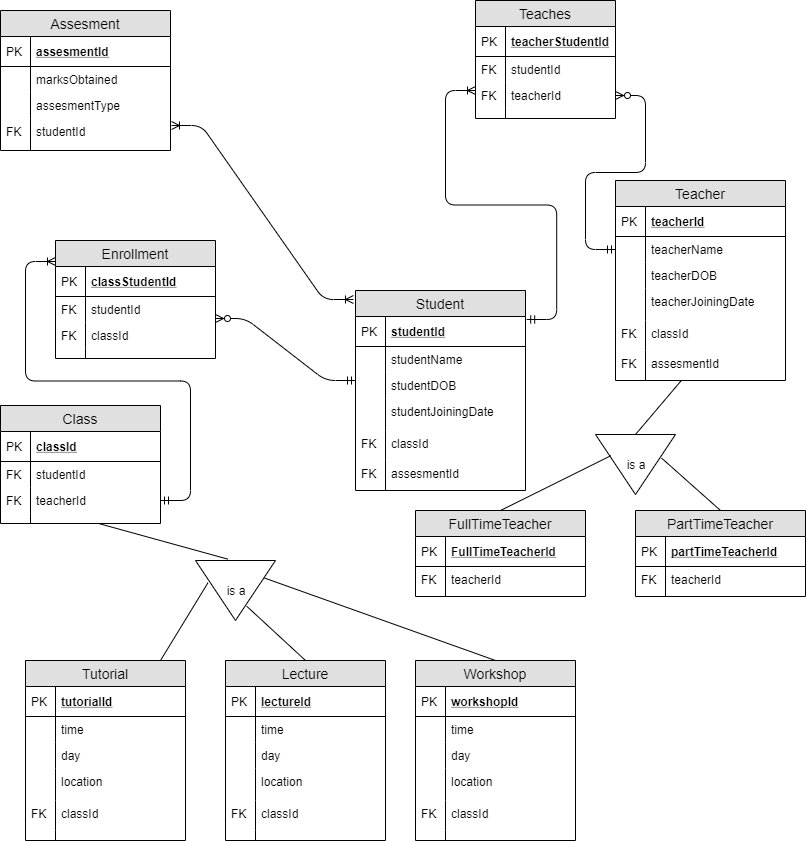 Assesment
PK assesmentId
marksObtained
assesmentType
FK studentId
Teaches
PK teacherStudentId
FK studentId
FK teacherId
Teacher
PK teacherId
teacherName
teacherDOB
teacherJoiningDate
FK classId
FK assesmentId
Enrollment
PK classStudentId
FK studentId
FK classId
Student
PK studentId
studentName
studentDOB
studentJoiningDate
FK classId
FK assesmentId
Class
PK classId
FK studentId
FK teacherId
is a
FullTimeTeacher
PK FullTimeTeacherId
FK teacherId
PartTimeTeacher
PK partTimeTeacherId
FK teacherId
is a
Tutorial
PK tutorialId
time
day
location
FK classId
Lecture
PK lectureId
time
day
location
FK classId
Workshop
PK workshopId
time
day
location
FK classId